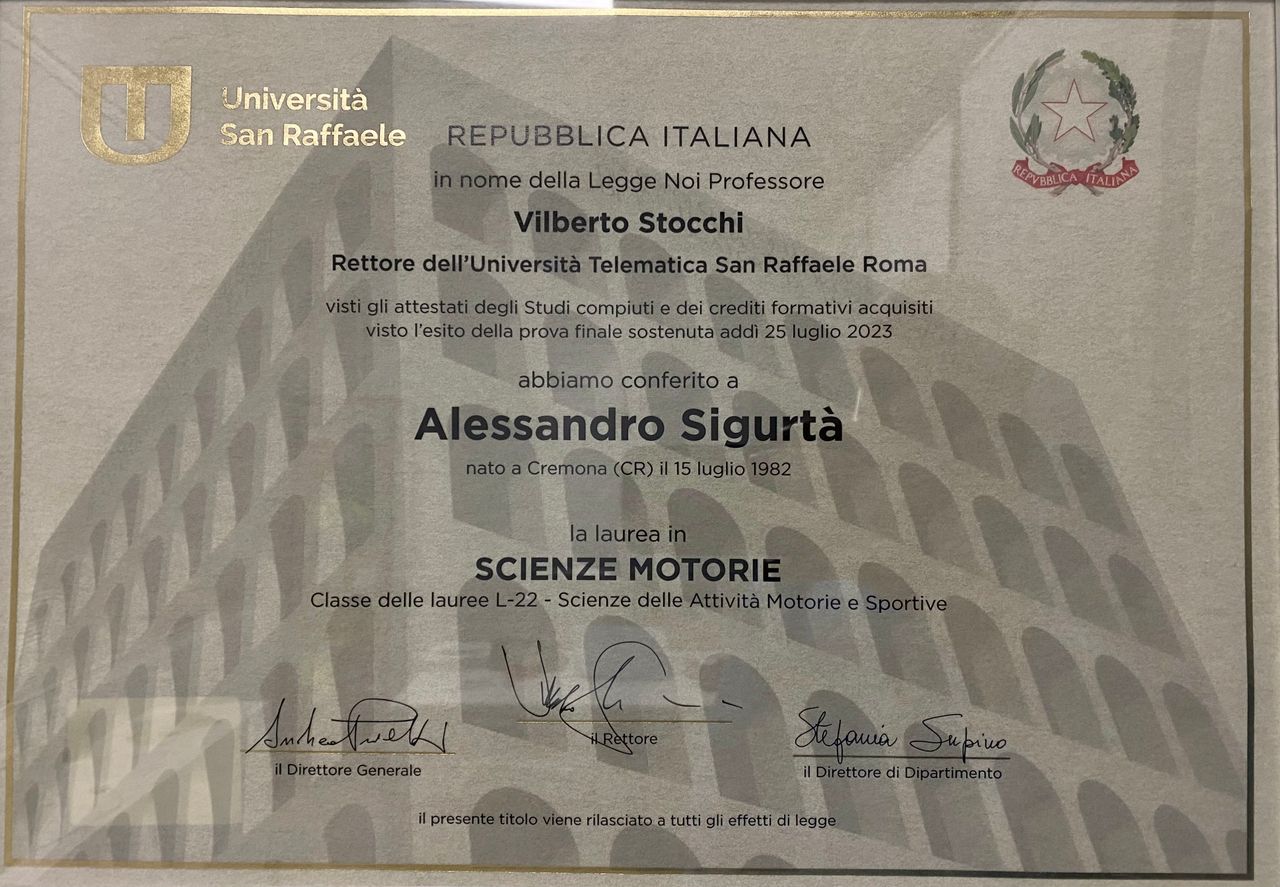 Università
San Raffaele
REPUBBLICA ITALIANA
REPVBBLICA ITALIANA
in nome della Legge Noi Professore
Vilberto Stocchi
Rettore dell'Università Telematica San Raffaele Roma
visti gli attestati degli Studi compiuti e dei crediti formativi acquisiti
visto l'esito della prova finale sostenuta addì 25 luglio 2023
abbiamo conferito a
Alessandro Sigurtà
nato a Cremona (CR) il 15 luglio 1982
la laurea in
SCIENZE MOTORIE
Classe delle lauree L-22 - Scienze delle Attività Motorie e Sportive
Stefania Supino
il Direttore Generale
il Rettore
il Direttore di Dipartimento
il presente titolo viene rilasciato a tutti gli effetti di legge